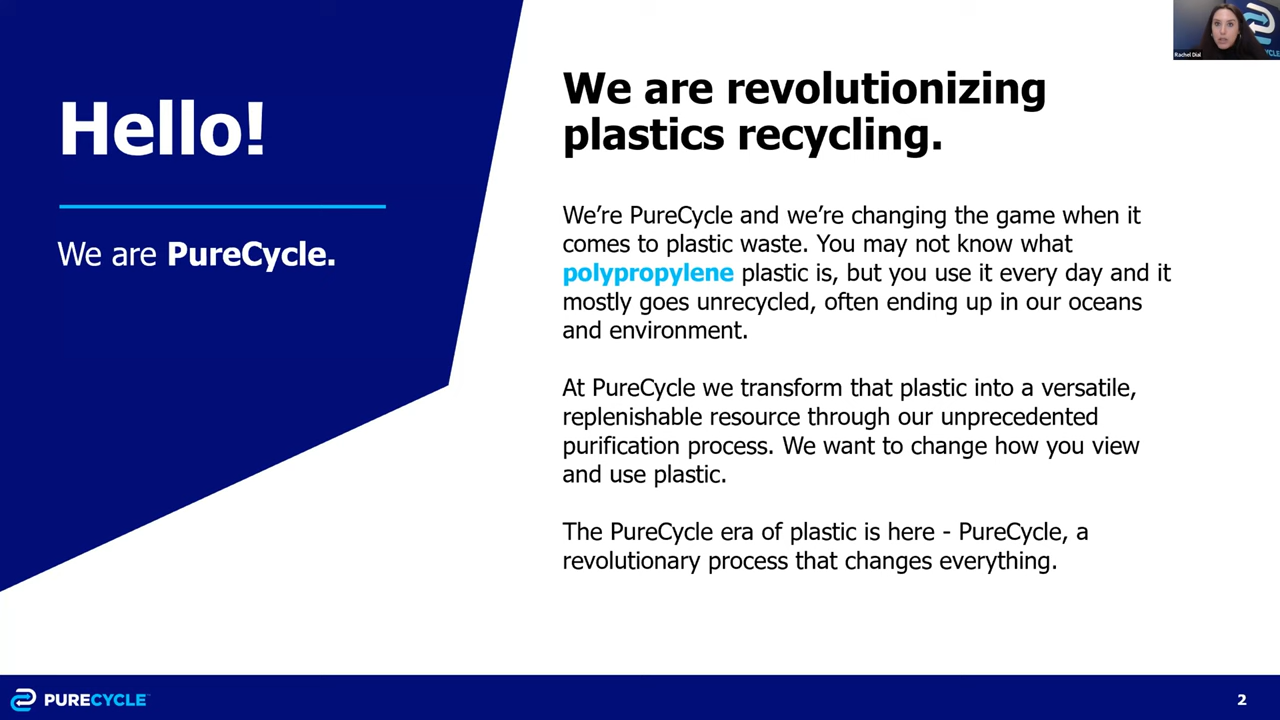 Hello!
We are PureCycle.
We are revolutionizing
plastics recycling.
We’re PureCycle and we’re changing the game when it
comes to plastic waste. You may not know what
polypropylene plastic is, but you use it every day and it
mostly goes unrecycled, often ending up in our oceans
and environment.
At PureCycle we transform that plastic into a versatile,
replenishable resource through our unprecedented
purification process. We want to change how you view
and use plastic.
The PureCycle era of plastic is here - PureCycle, a
revolutionary process that changes everything.
Rachel Dial
CYCLE
PURECYCLE™
2